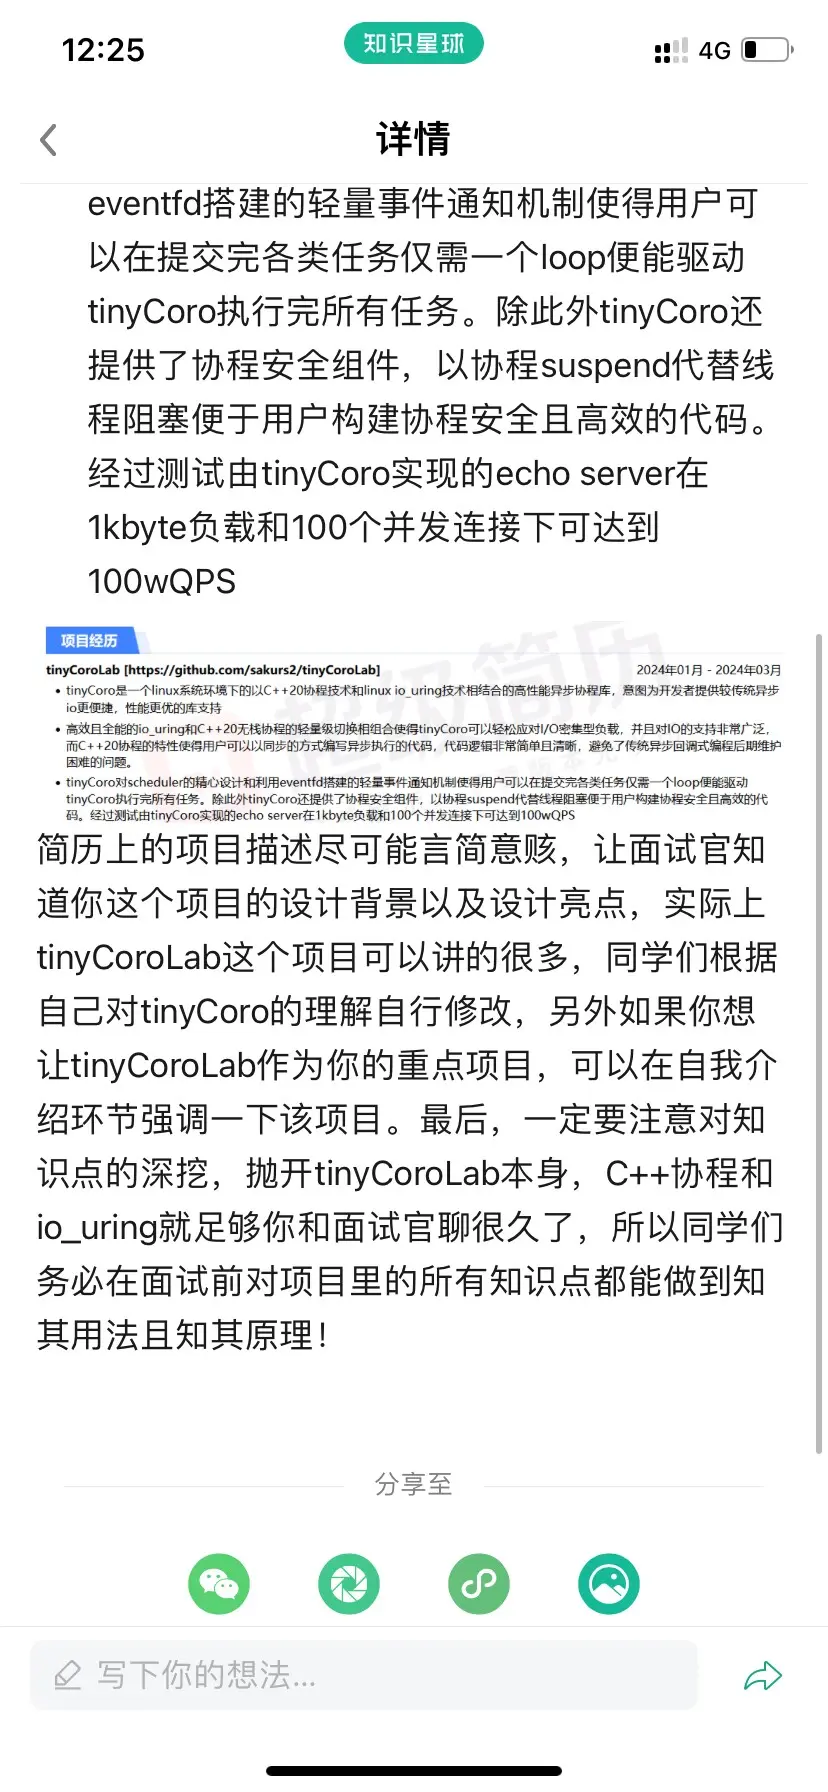 12:25
知识星球
4G
详情
eventfd搭建的轻量事件通知机制使得用户可
以在提交完各类任务仅需一个loop便能驱动
tinyCoro执行完所有任务。除此外tinyCoro还
提供了协程安全组件，以协程suspend代替线
程阻塞便于用户构建协程安全且高效的代码。
经过测试由tinyCoro实现的echo server在
1kbyte负载和100个并发连接下可达到
100wQPS
项目经历
tinyCoroLab [https://github.com/sakurs2/tinyCoroLab] 2024年01月 - 2024年03月
• tinyCoro是一个linux系统环境下的以C++20协程技术和linux io_uring技术相结合的高性能异步协程库，意图为开发者提供较传统异步
io更便捷，性能更优的库支持
• 高效且全能的io_uring和C++20无栈协程的轻量级切换相组合使得tinyCoro可以轻松应对I/O密集型负载，并且对IO的支持非常广泛，
而C++20协程的特性使得用户可以以同步的方式编写异步执行的代码，代码逻辑非常简单且清晰，避免了传统异步回调式编程后期维护
困难的问题。
• tinyCoro对scheduler的精心设计和利用eventfd搭建的轻量事件通知机制使得用户可以在提交完各类任务仅需一个loop便能驱动
tinyCoro执行完所有任务。除此外tinyCoro还提供了协程安全组件，以协程suspend代替线程阻塞便于用户构建协程安全且高效的代
码。经过测试由tinyCoro实现的echo server在1kbyte负载和100个并发连接下可达到100wQPS
超级简历
简历上的项目描述尽可能言简意赅，让面试官知
道你这个项目的设计背景以及设计亮点，实际上
tinyCoroLab这个项目可以讲的很多，同学们根据
自己对tinyCoro的理解自行修改，另外如果你想
让tinyCoroLab作为你的重点项目，可以在自我介
绍环节强调一下该项目。最后，一定要注意对知
识点的深挖，抛开tinyCoroLab本身，C++协程和
io_uring就足够你和面试官聊很久了，所以同学们
务必在面试前对项目里的所有知识点都能做到知
其用法且知其原理！
分享至
写下你的想法...